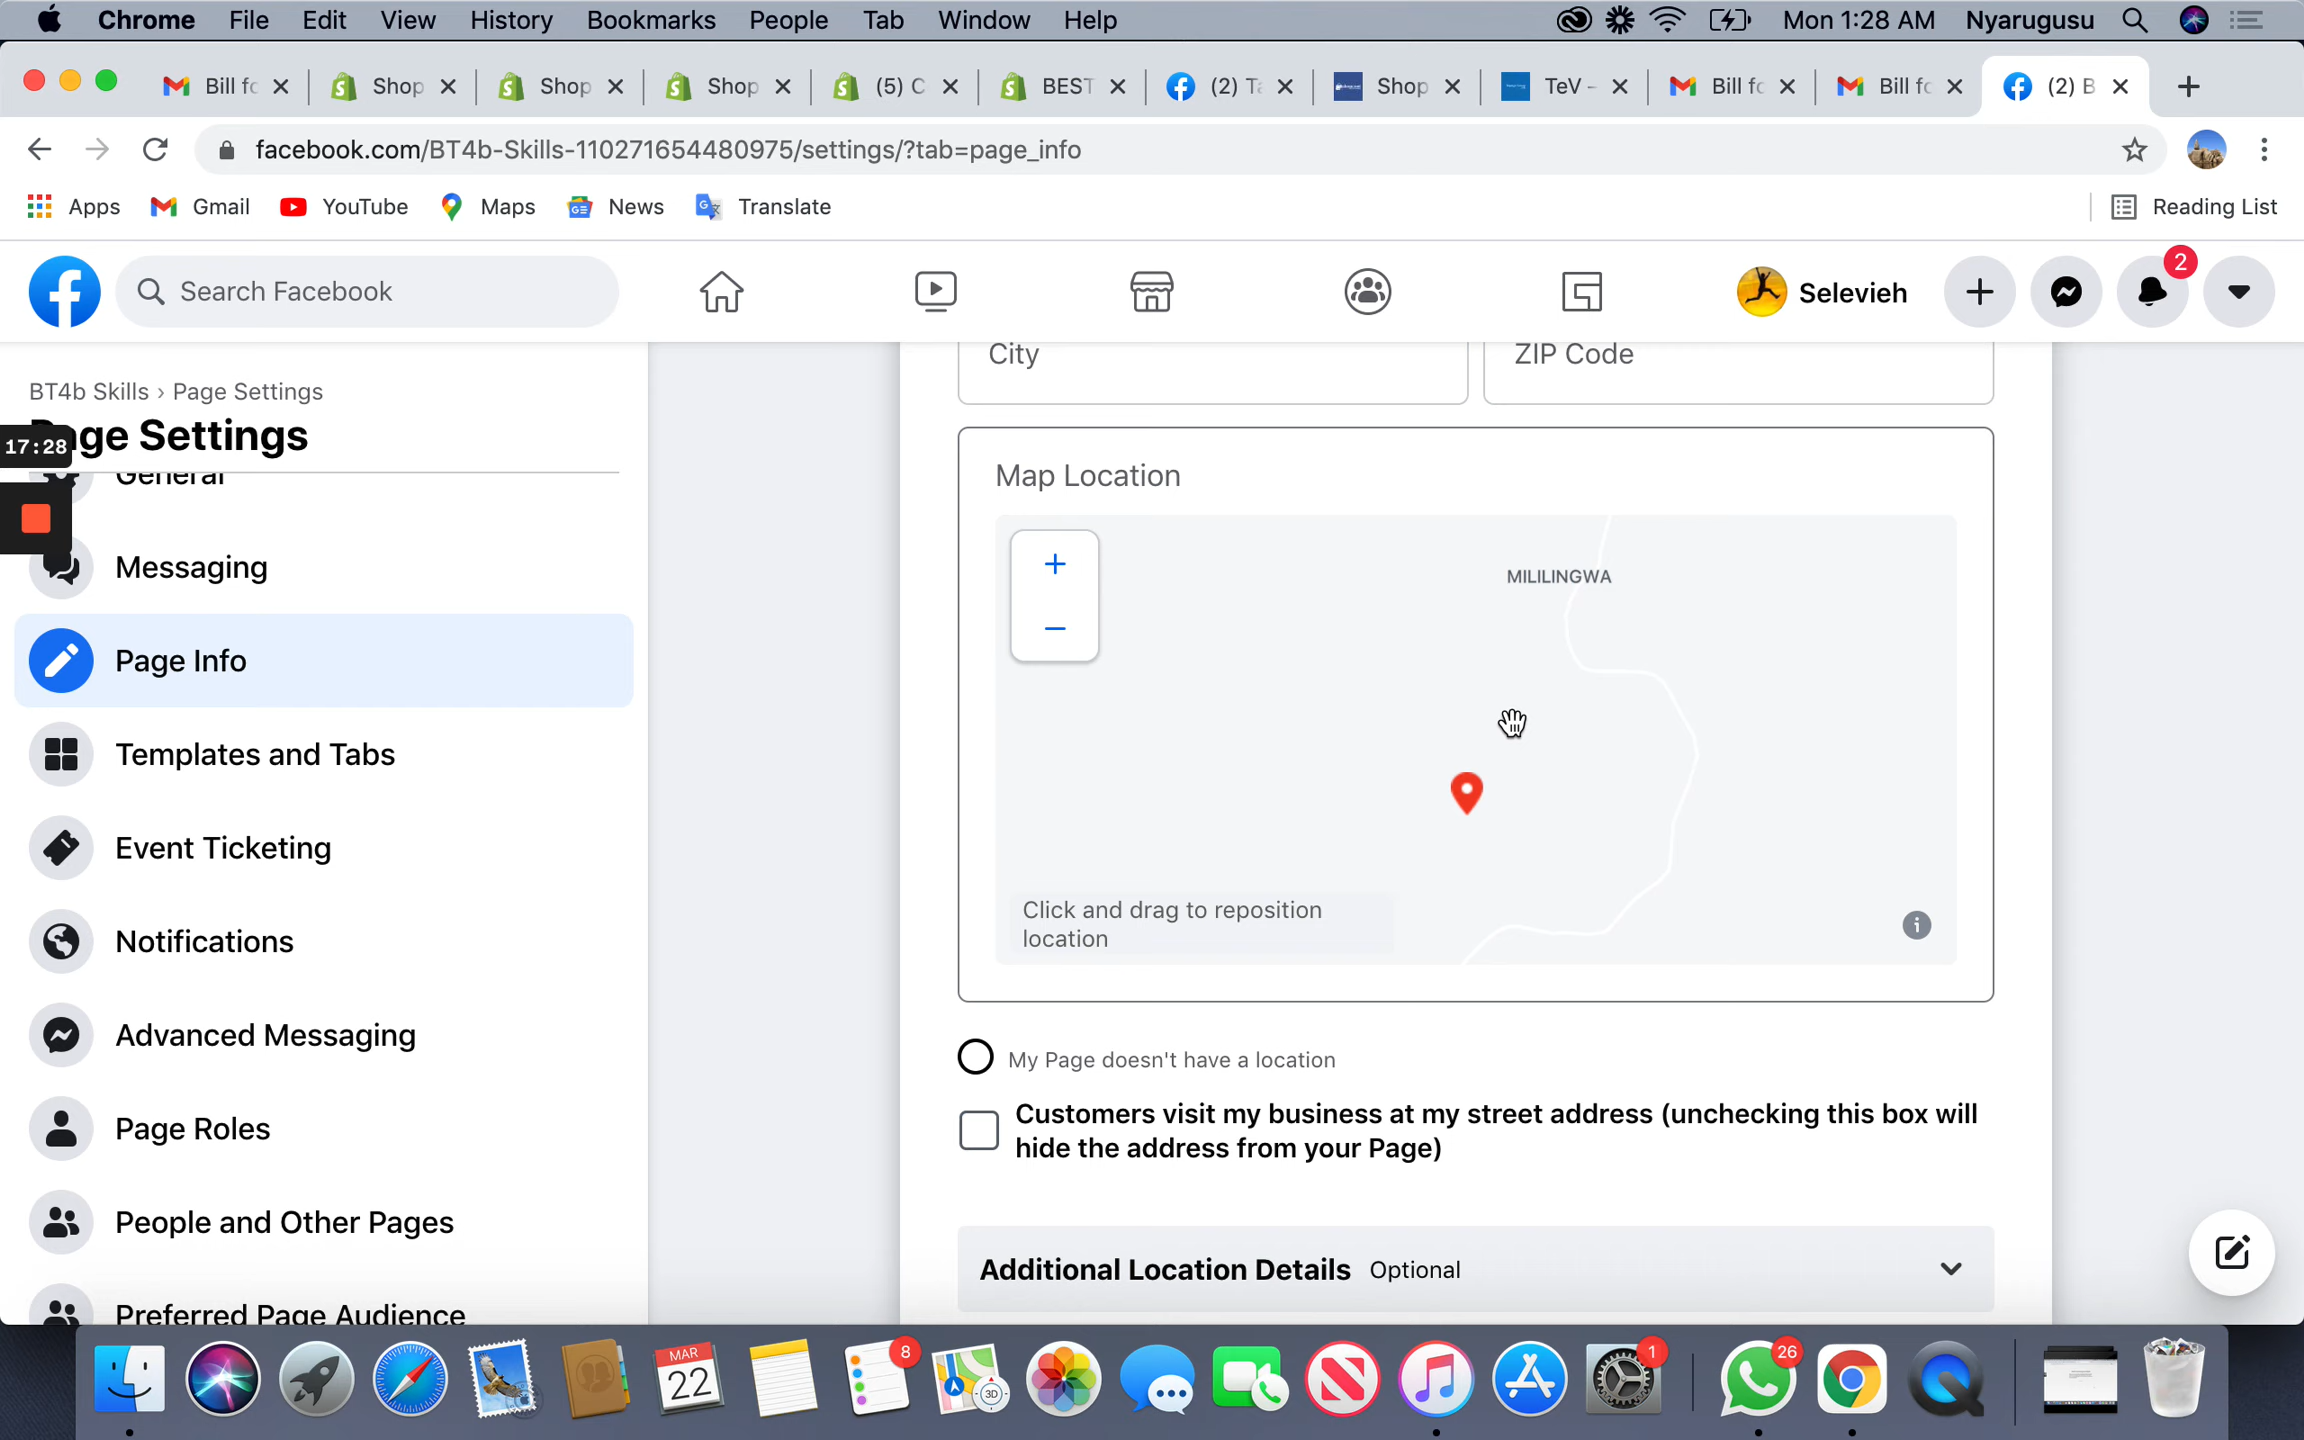 Chrome File Edit View History Bookmarks People Tab Window Help Mon 1:28 AM Nyarugusu
Bill fo Shop Shop Shop (5) C BEST (2) Ta Shop TeV - Bill fo Bill fo (2) B
facebook.com/BT4b-Skills-110271654480975/settings/?tab=page_info
Apps Gmail YouTube Maps News Translate Reading List
Search Facebook Selevieh 2
BT4b Skills › Page Settings
Page Settings
17:28
General
Messaging
Page Info
Templates and Tabs
Event Ticketing
Notifications
Advanced Messaging
Page Roles
People and Other Pages
Preferred Page Audience
City ZIP Code
Map Location
+
−
MILILINGWA
Click and drag to reposition
location
My Page doesn't have a location
Customers visit my business at my street address (unchecking this box will
hide the address from your Page)
Additional Location Details Optional
MAR
22
8
3D
1
26